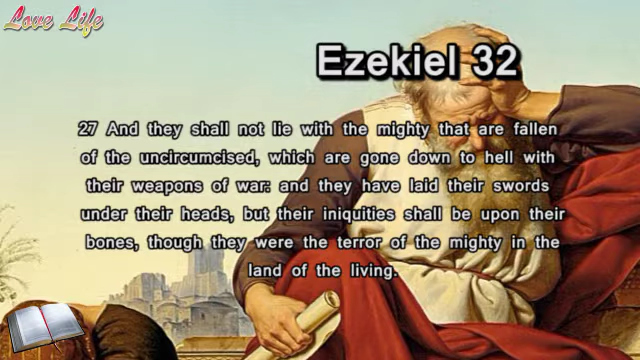 Love Life
Ezekiel 32
27 And they shall not lie with the mighty that are fallen
of the uncircumcised, which are gone down to hell with
their weapons of war: and they have laid their swords
under their heads, but their iniquities shall be upon their
bones, though they were the terror of the mighty in the
land of the living.